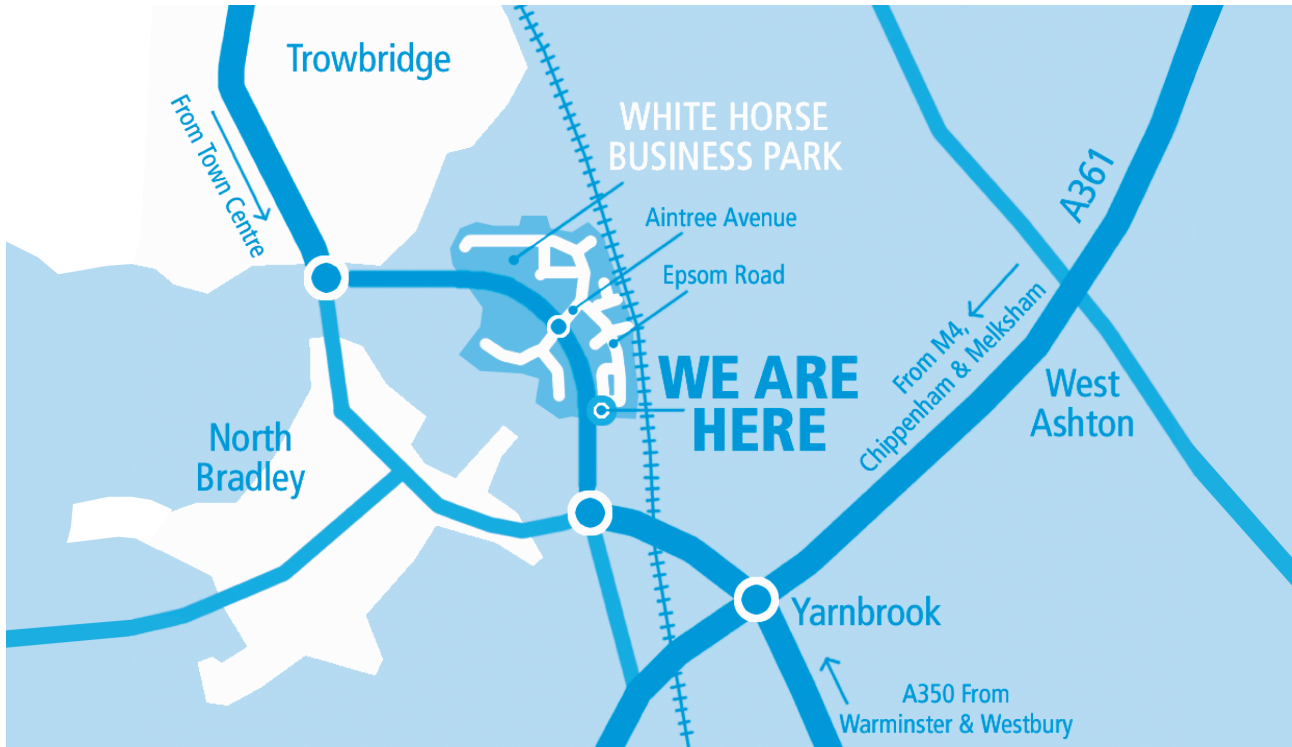 Trowbridge
From Town Centre
WHITE HORSE
BUSINESS PARK
Aintree Avenue
Epsom Road
A361
From M4,
Chippenham & Melksham
WE ARE
HERE
West
Ashton
North
Bradley
Yarnbrook
A350 From
Warminster & Westbury